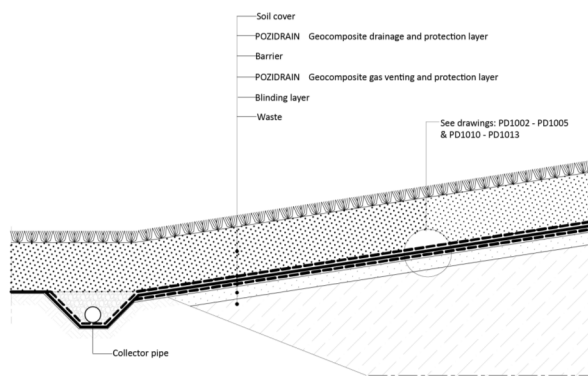 Soil cover
POZIDRAIN Geocomposite drainage and protection layer
Barrier
POZIDRAIN Geocomposite gas venting and protection layer
Blinding layer
Waste
See drawings: PD1002 - PD1005
& PD1010 - PD1013
Collector pipe